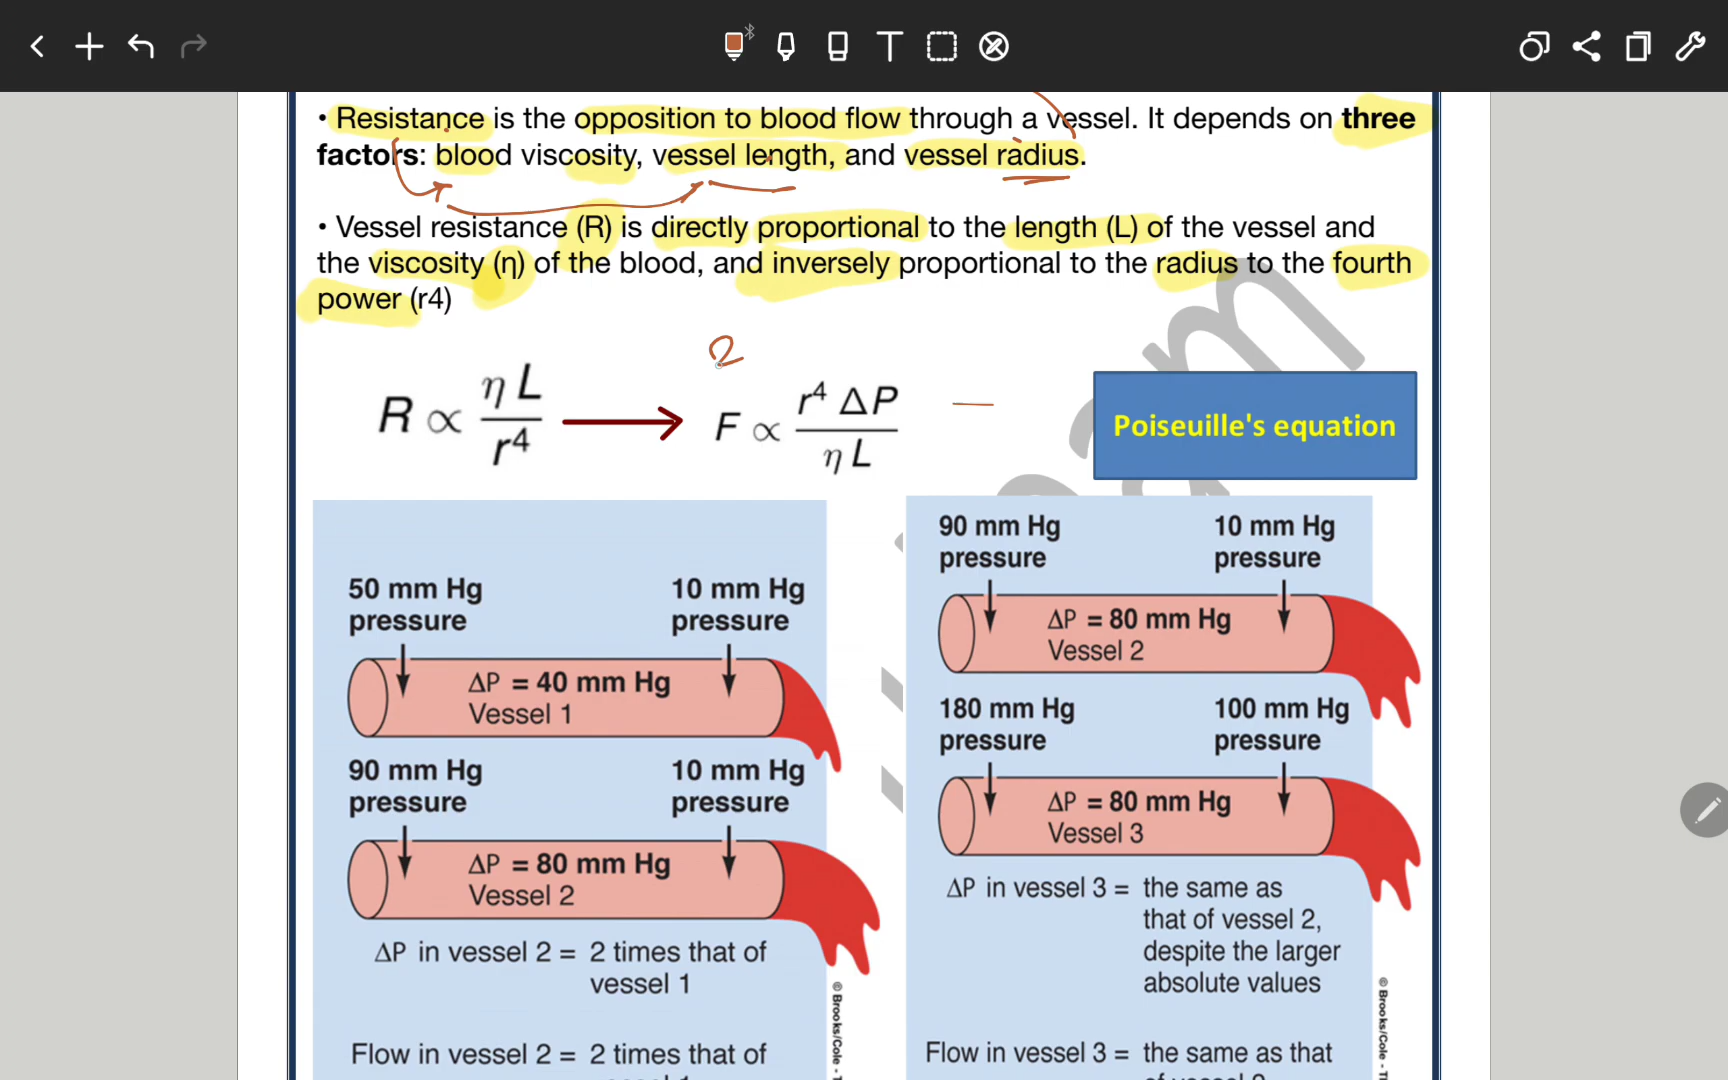 • Resistance is the opposition to blood flow through a vessel. It depends on three
factors: blood viscosity, vessel length, and vessel radius.
• Vessel resistance (R) is directly proportional to the length (L) of the vessel and
the viscosity (η) of the blood, and inversely proportional to the radius to the fourth
power (r4)
2
R ∝ η L / r⁴ → F ∝ r⁴ ΔP / η L
Poiseuille's equation
50 mm Hg
pressure
10 mm Hg
pressure
ΔP = 40 mm Hg
Vessel 1
90 mm Hg
pressure
10 mm Hg
pressure
ΔP = 80 mm Hg
Vessel 2
ΔP in vessel 2 = 2 times that of
vessel 1
Flow in vessel 2 = 2 times that of
© Brooks/Cole - T
90 mm Hg
pressure
10 mm Hg
pressure
ΔP = 80 mm Hg
Vessel 2
180 mm Hg
pressure
100 mm Hg
pressure
ΔP = 80 mm Hg
Vessel 3
ΔP in vessel 3 = the same as
that of vessel 2,
despite the larger
absolute values
Flow in vessel 3 = the same as that
© Brooks/Cole - T